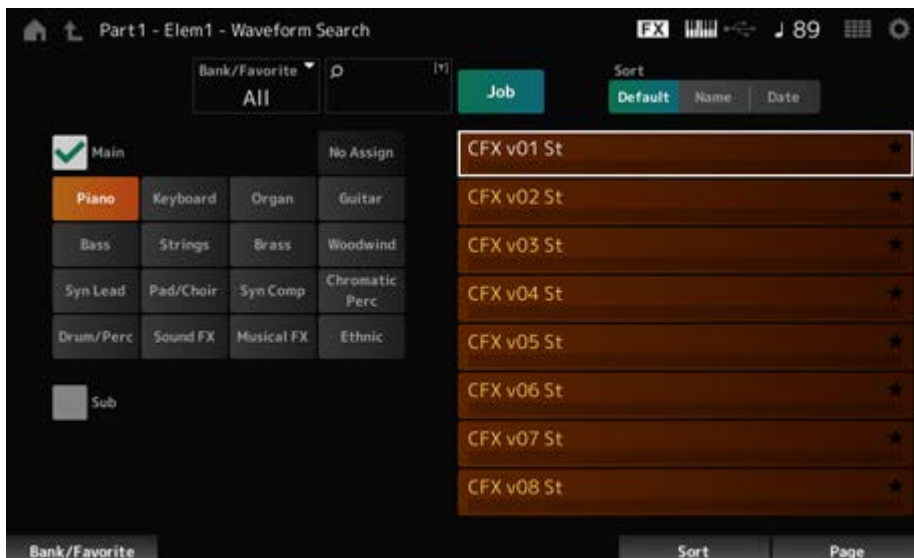 Part1 - Elem1 - Waveform Search
FX
♩ 89
Bank/Favorite
All
[T]
Job
Sort
Default Name Date
Main
No Assign
Piano Keyboard Organ Guitar
Bass Strings Brass Woodwind
Syn Lead Pad/Choir Syn Comp Chromatic Perc
Drum/Perc Sound FX Musical FX Ethnic
Sub
CFX v01 St
CFX v02 St
CFX v03 St
CFX v04 St
CFX v05 St
CFX v06 St
CFX v07 St
CFX v08 St
Bank/Favorite
Sort
Page